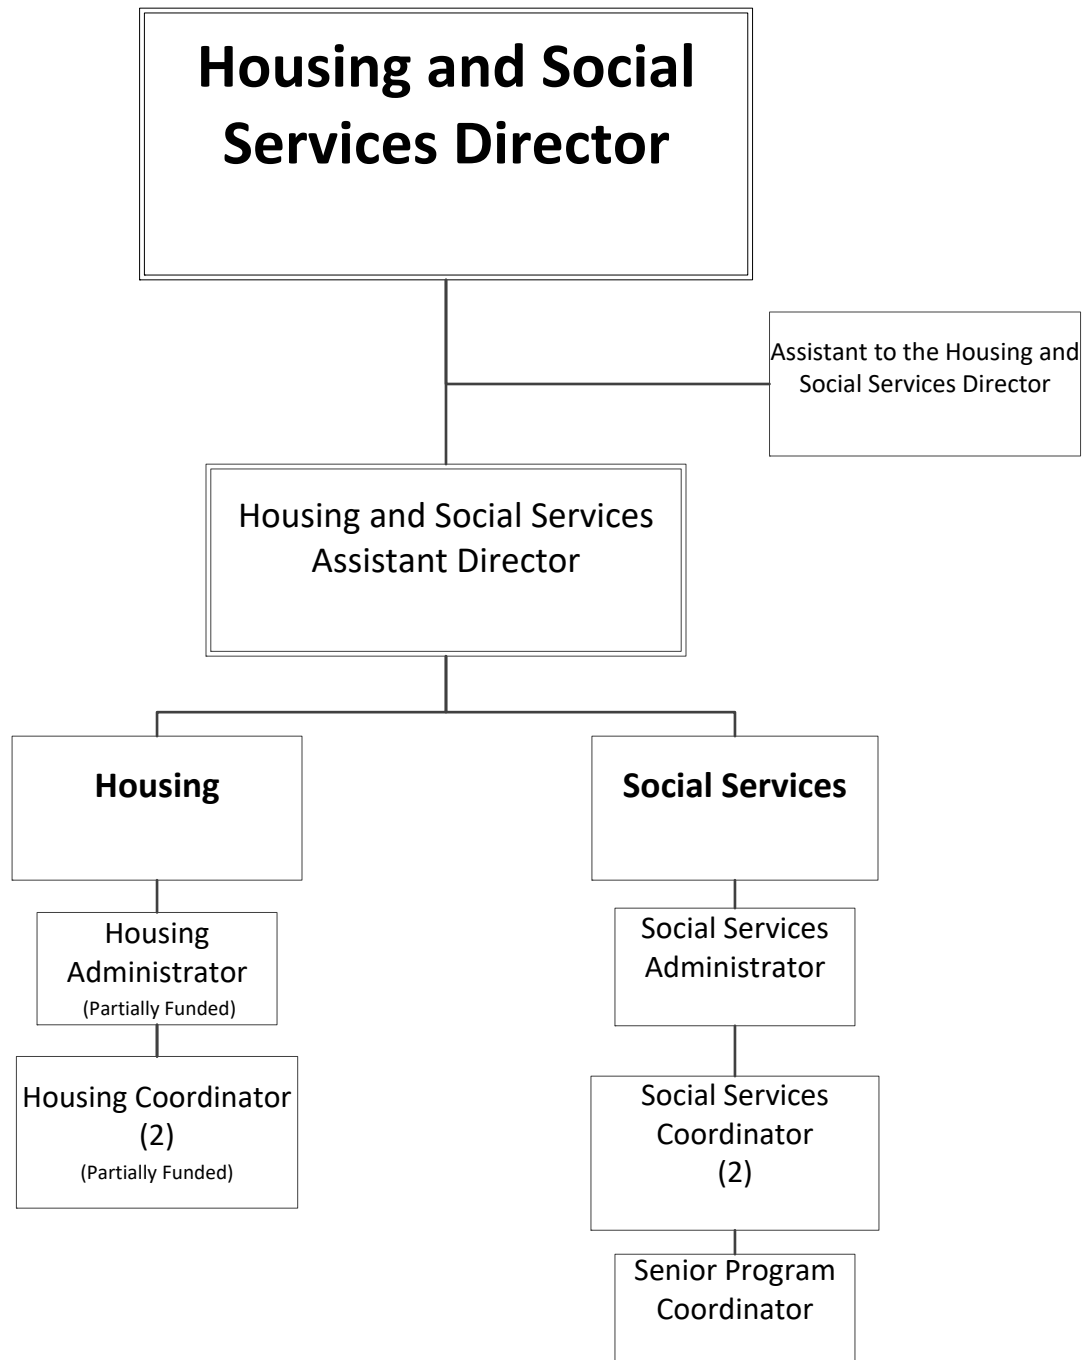 Housing and Social
Services Director
Assistant to the Housing and
Social Services Director
Housing and Social Services
Assistant Director
Housing
Housing
Administrator
(Partially Funded)
Housing Coordinator
(2)
(Partially Funded)
Social Services
Social Services
Administrator
Social Services
Coordinator
(2)
Senior Program
Coordinator